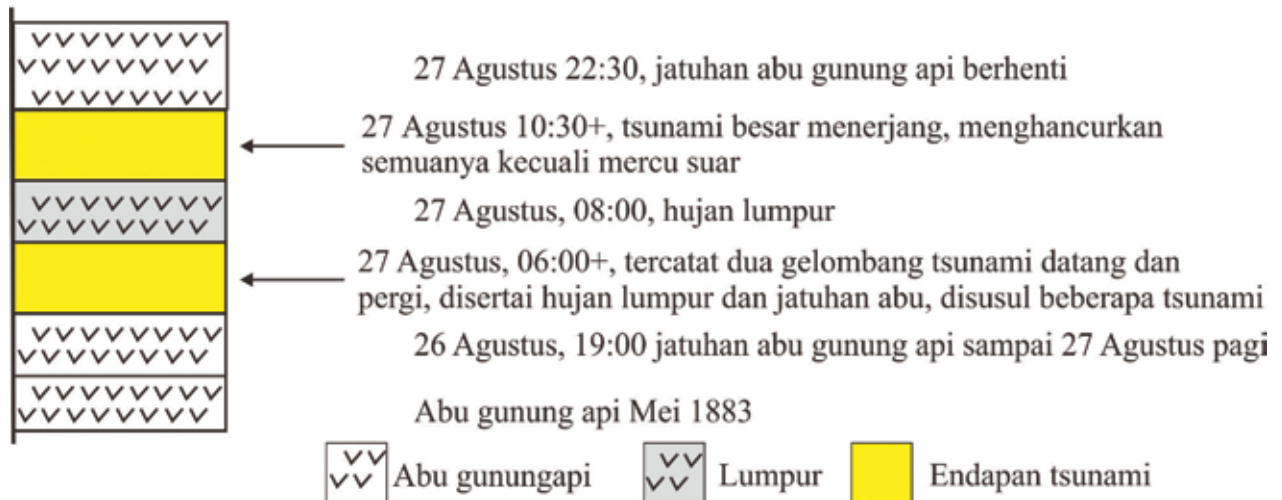 27 Agustus 22:30, jatuhan abu gunung api berhenti
27 Agustus 10:30+, tsunami besar menerjang, menghancurkan
semuanya kecuali mercu suar
27 Agustus, 08:00, hujan lumpur
27 Agustus, 06:00+, tercatat dua gelombang tsunami datang dan
pergi, disertai hujan lumpur dan jatuhan abu, disusul beberapa tsunami
26 Agustus, 19:00 jatuhan abu gunung api sampai 27 Agustus pagi
Abu gunung api Mei 1883
Abu gunungapi
Lumpur
Endapan tsunami